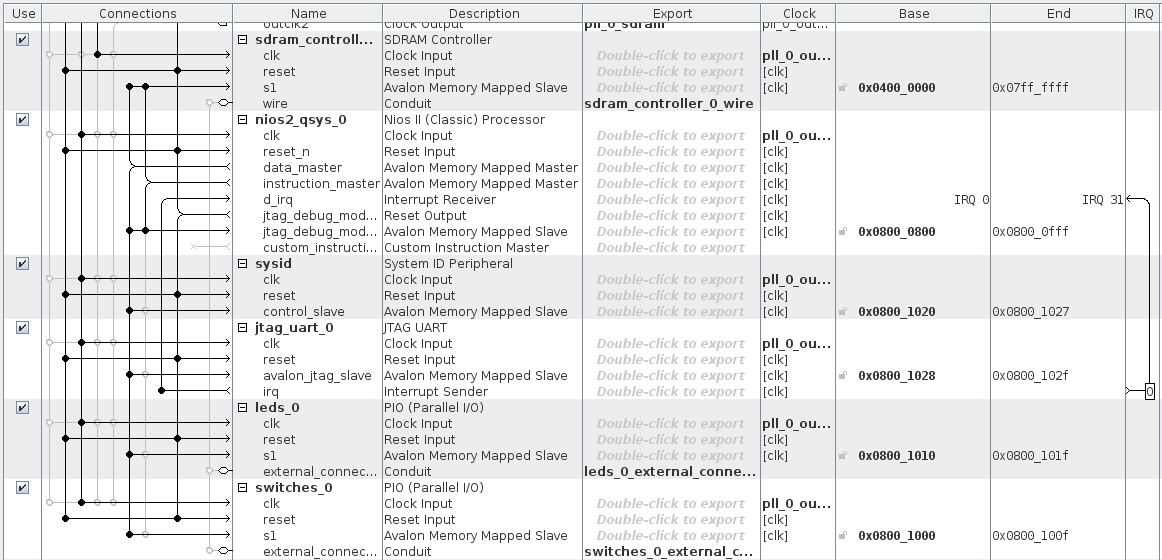 Use Connections Name Description Export Clock Base End IRQ
outclk2 Clock Output pll_0_sdram pll_0_out...
sdram_controll... SDRAM Controller
clk Clock Input Double-click to export pll_0_ou...
reset Reset Input Double-click to export [clk]
s1 Avalon Memory Mapped Slave Double-click to export [clk] 0x0400_0000 0x07ff_ffff
wire Conduit sdram_controller_0_wire
nios2_qsys_0 Nios II (Classic) Processor
clk Clock Input Double-click to export pll_0_ou...
reset_n Reset Input Double-click to export [clk]
data_master Avalon Memory Mapped Master Double-click to export [clk]
instruction_master Avalon Memory Mapped Master Double-click to export [clk]
d_irq Interrupt Receiver Double-click to export [clk] IRQ 0 IRQ 31
jtag_debug_mod... Reset Output Double-click to export [clk]
jtag_debug_mod... Avalon Memory Mapped Slave Double-click to export [clk] 0x0800_0800 0x0800_0fff
custom_instructi... Custom Instruction Master Double-click to export
sysid System ID Peripheral
clk Clock Input Double-click to export pll_0_ou...
reset Reset Input Double-click to export [clk]
control_slave Avalon Memory Mapped Slave Double-click to export [clk] 0x0800_1020 0x0800_1027
jtag_uart_0 JTAG UART
clk Clock Input Double-click to export pll_0_ou...
reset Reset Input Double-click to export [clk]
avalon_jtag_slave Avalon Memory Mapped Slave Double-click to export [clk] 0x0800_1028 0x0800_102f
irq Interrupt Sender Double-click to export [clk] 0
leds_0 PIO (Parallel I/O)
clk Clock Input Double-click to export pll_0_ou...
reset Reset Input Double-click to export [clk]
s1 Avalon Memory Mapped Slave Double-click to export [clk] 0x0800_1010 0x0800_101f
external_connec... Conduit leds_0_external_conne...
switches_0 PIO (Parallel I/O)
clk Clock Input Double-click to export pll_0_ou...
reset Reset Input Double-click to export [clk]
s1 Avalon Memory Mapped Slave Double-click to export [clk] 0x0800_1000 0x0800_100f
external_connec... Conduit switches_0_external_c...